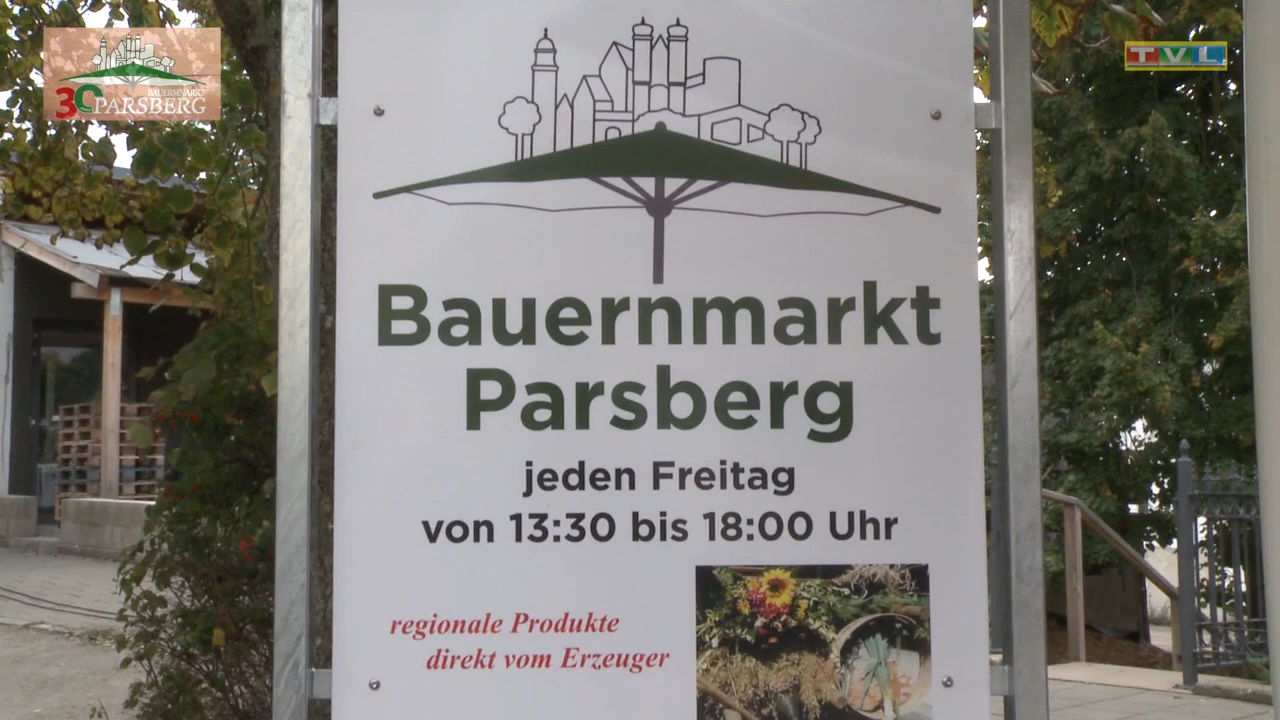 30
BAUERNMARKT
PARSBERG
TVL
Bauernmarkt
Parsberg
jeden Freitag
von 13:30 bis 18:00 Uhr
regionale Produkte
direkt vom Erzeuger